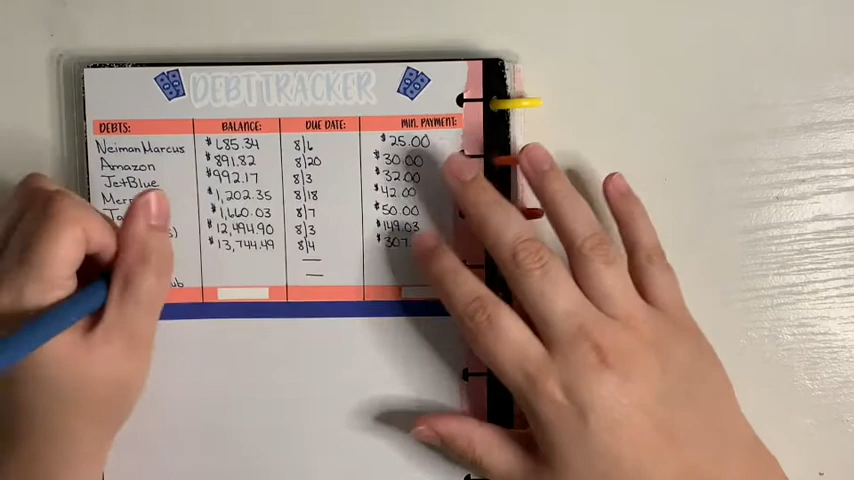 DEBT TRACKER
DEBTS: BALANCE: DUE DATE: MIN. PAYMENT:
Neiman Marcus $685.34 8/6 $25.00
Amazon $891.82 8/20 $30.00
JetBlue $992.17 8/3 $32.00
$1,202.35 8/18 $42.00
$1,660.03 8/7 $50.00
$12,494.90 8/3 $149.03
$13,744.49 8/4 $307.